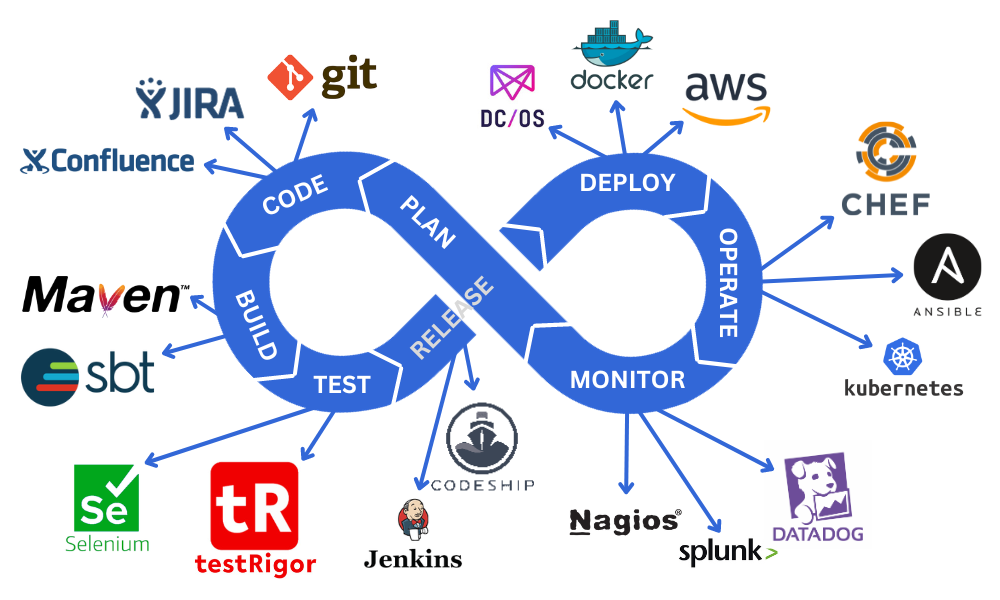 JIRA
git
Confluence
DC/OS
docker
aws
CHEF
ANSIBLE
kubernetes
CODE
PLAN
DEPLOY
OPERATE
BUILD
TEST
RELEASE
MONITOR
Maven™
sbt
Se
Selenium
tR
testRigor
CODESHIP
Jenkins
Nagios®
splunk>
DATADOG